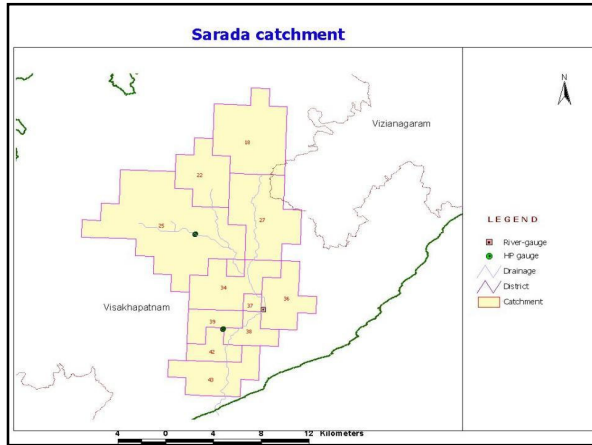 Sarada catchment
N
Vizianagaram
18
22
27
25
LEGEND
River-gauge
HP gauge
Drainage
District
Catchment
34
36
37
Visakhapatnam
39
38
42
43
4 0 4 8 12 Kilometers